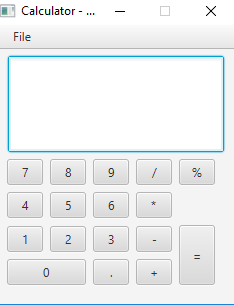 Calculator - ...
File
7 8 9 / %
4 5 6 *
1 2 3 -
=
0 . +